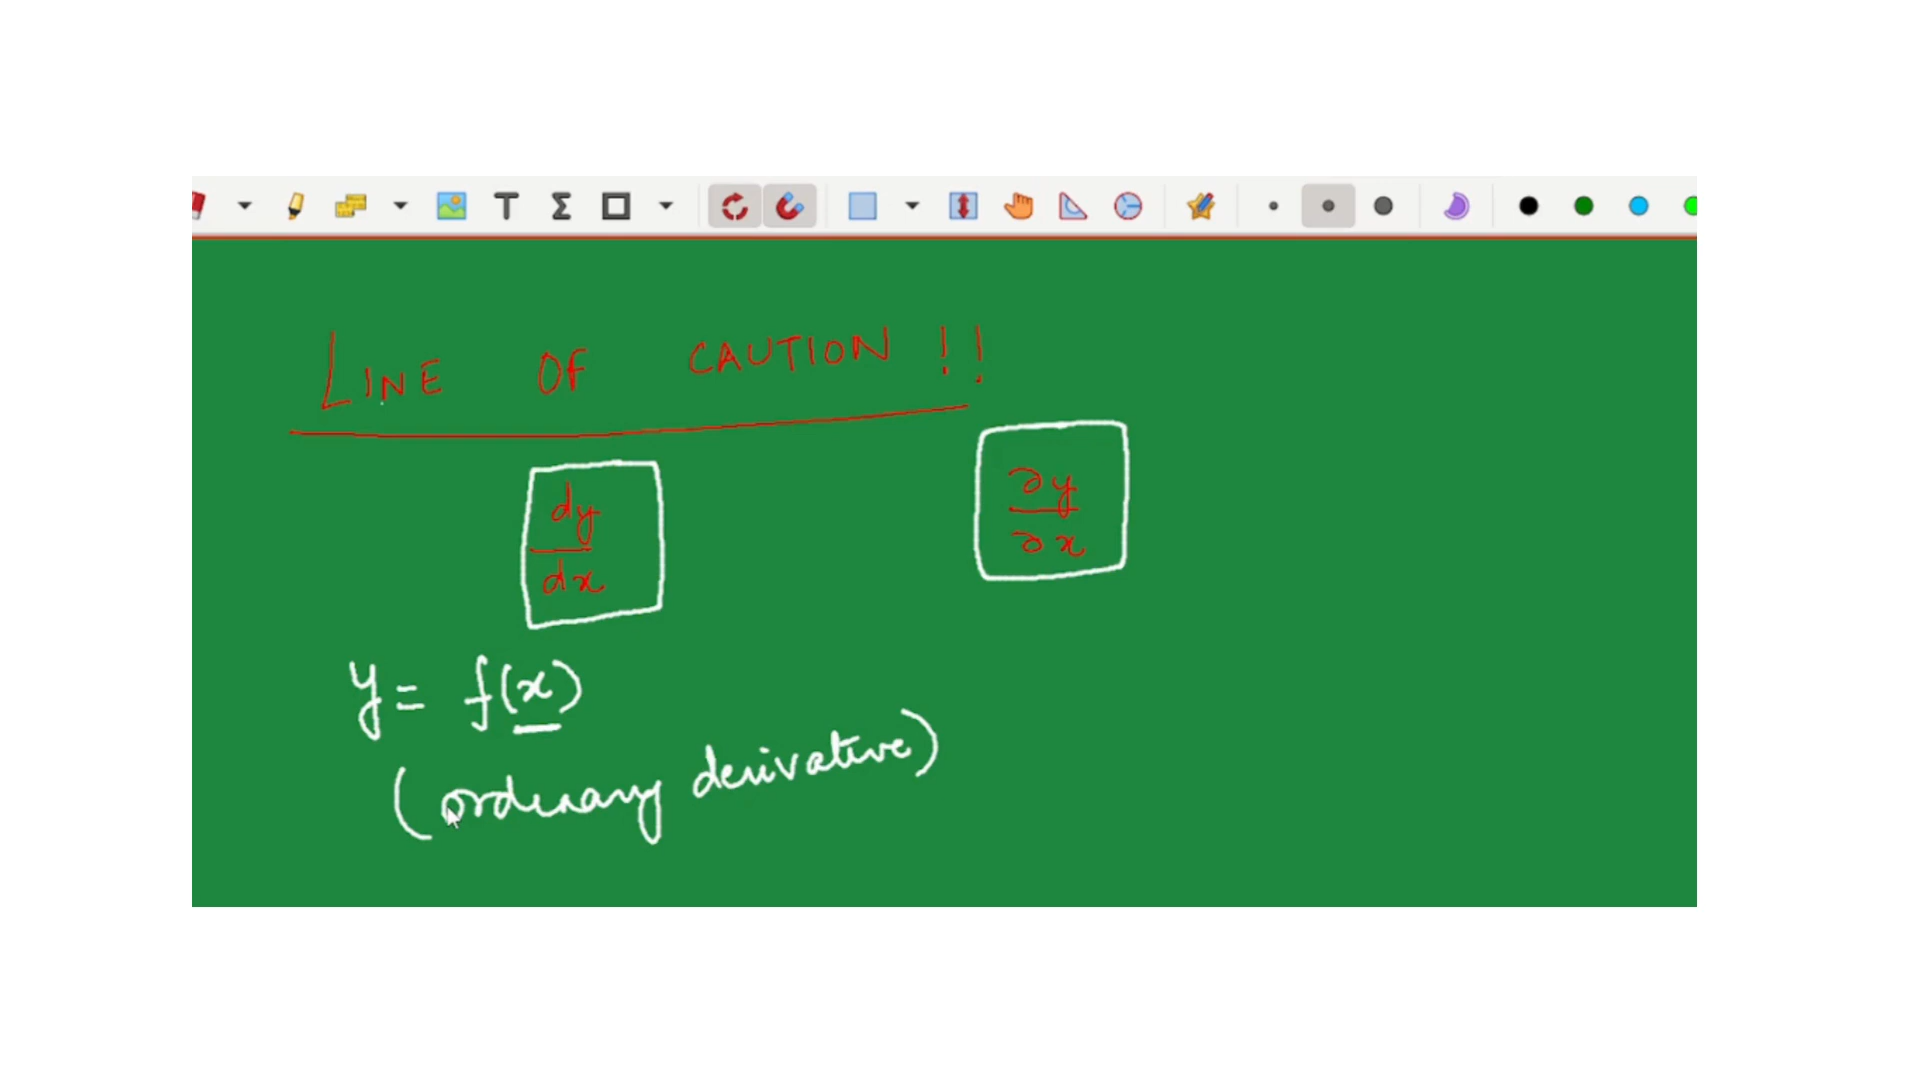 LINE OF CAUTION !!
dy/dx
∂y/∂x
y = f(x)
(ordinary derivative)